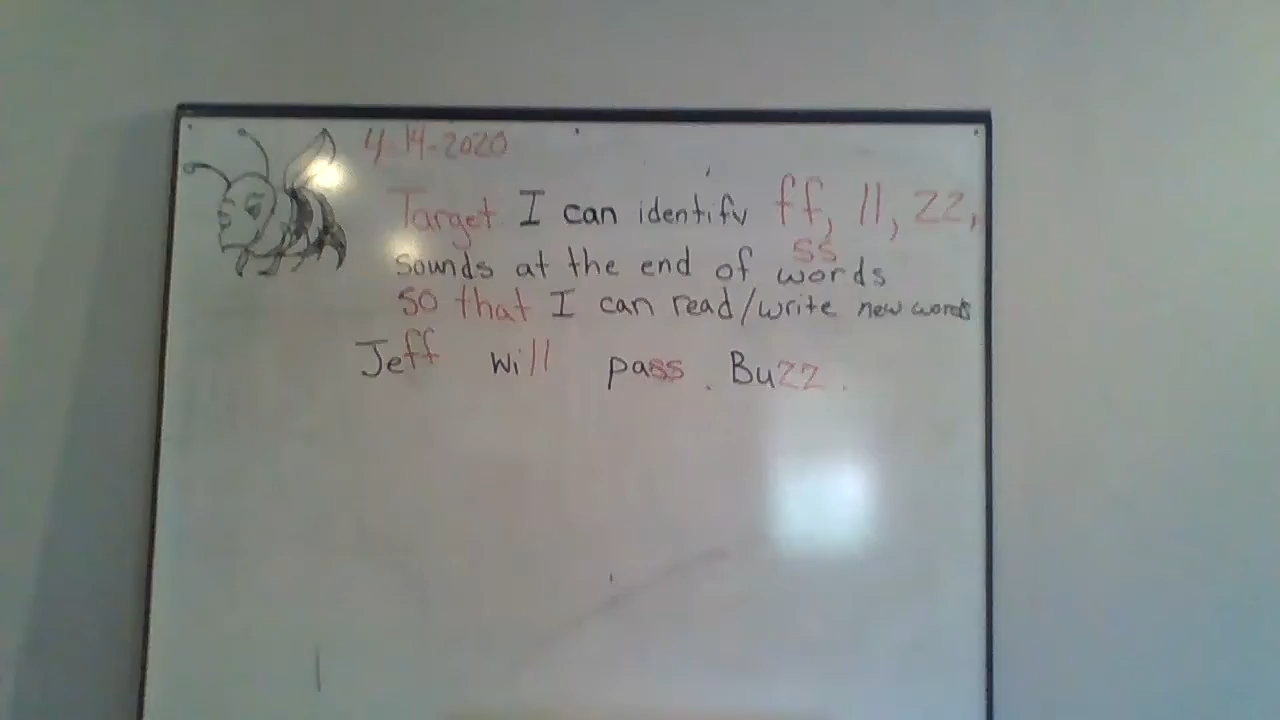 4-14-2020
Target I can identify ff, ll, zz,
ss
sounds at the end of words
so that I can read/write new words
Jeff will pass. Buzz.